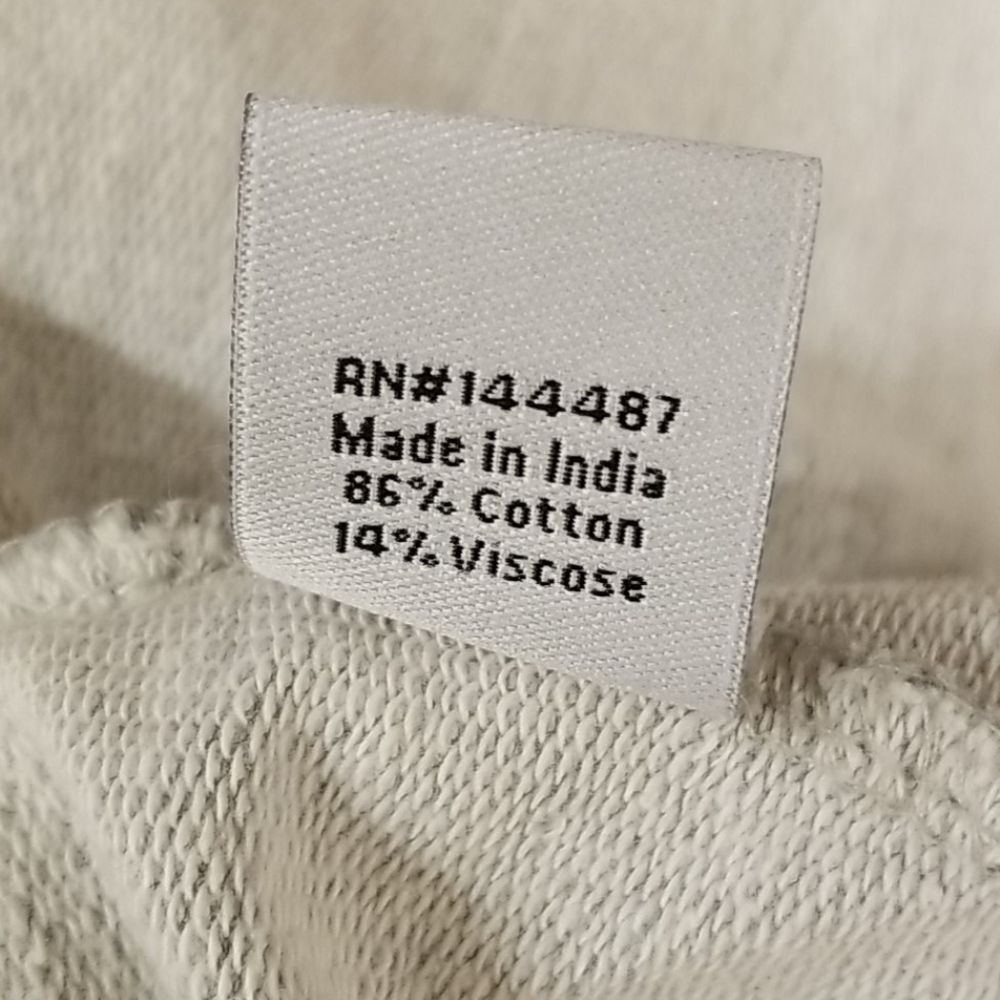 RN#144487
Made in India
86% Cotton
14% Viscose